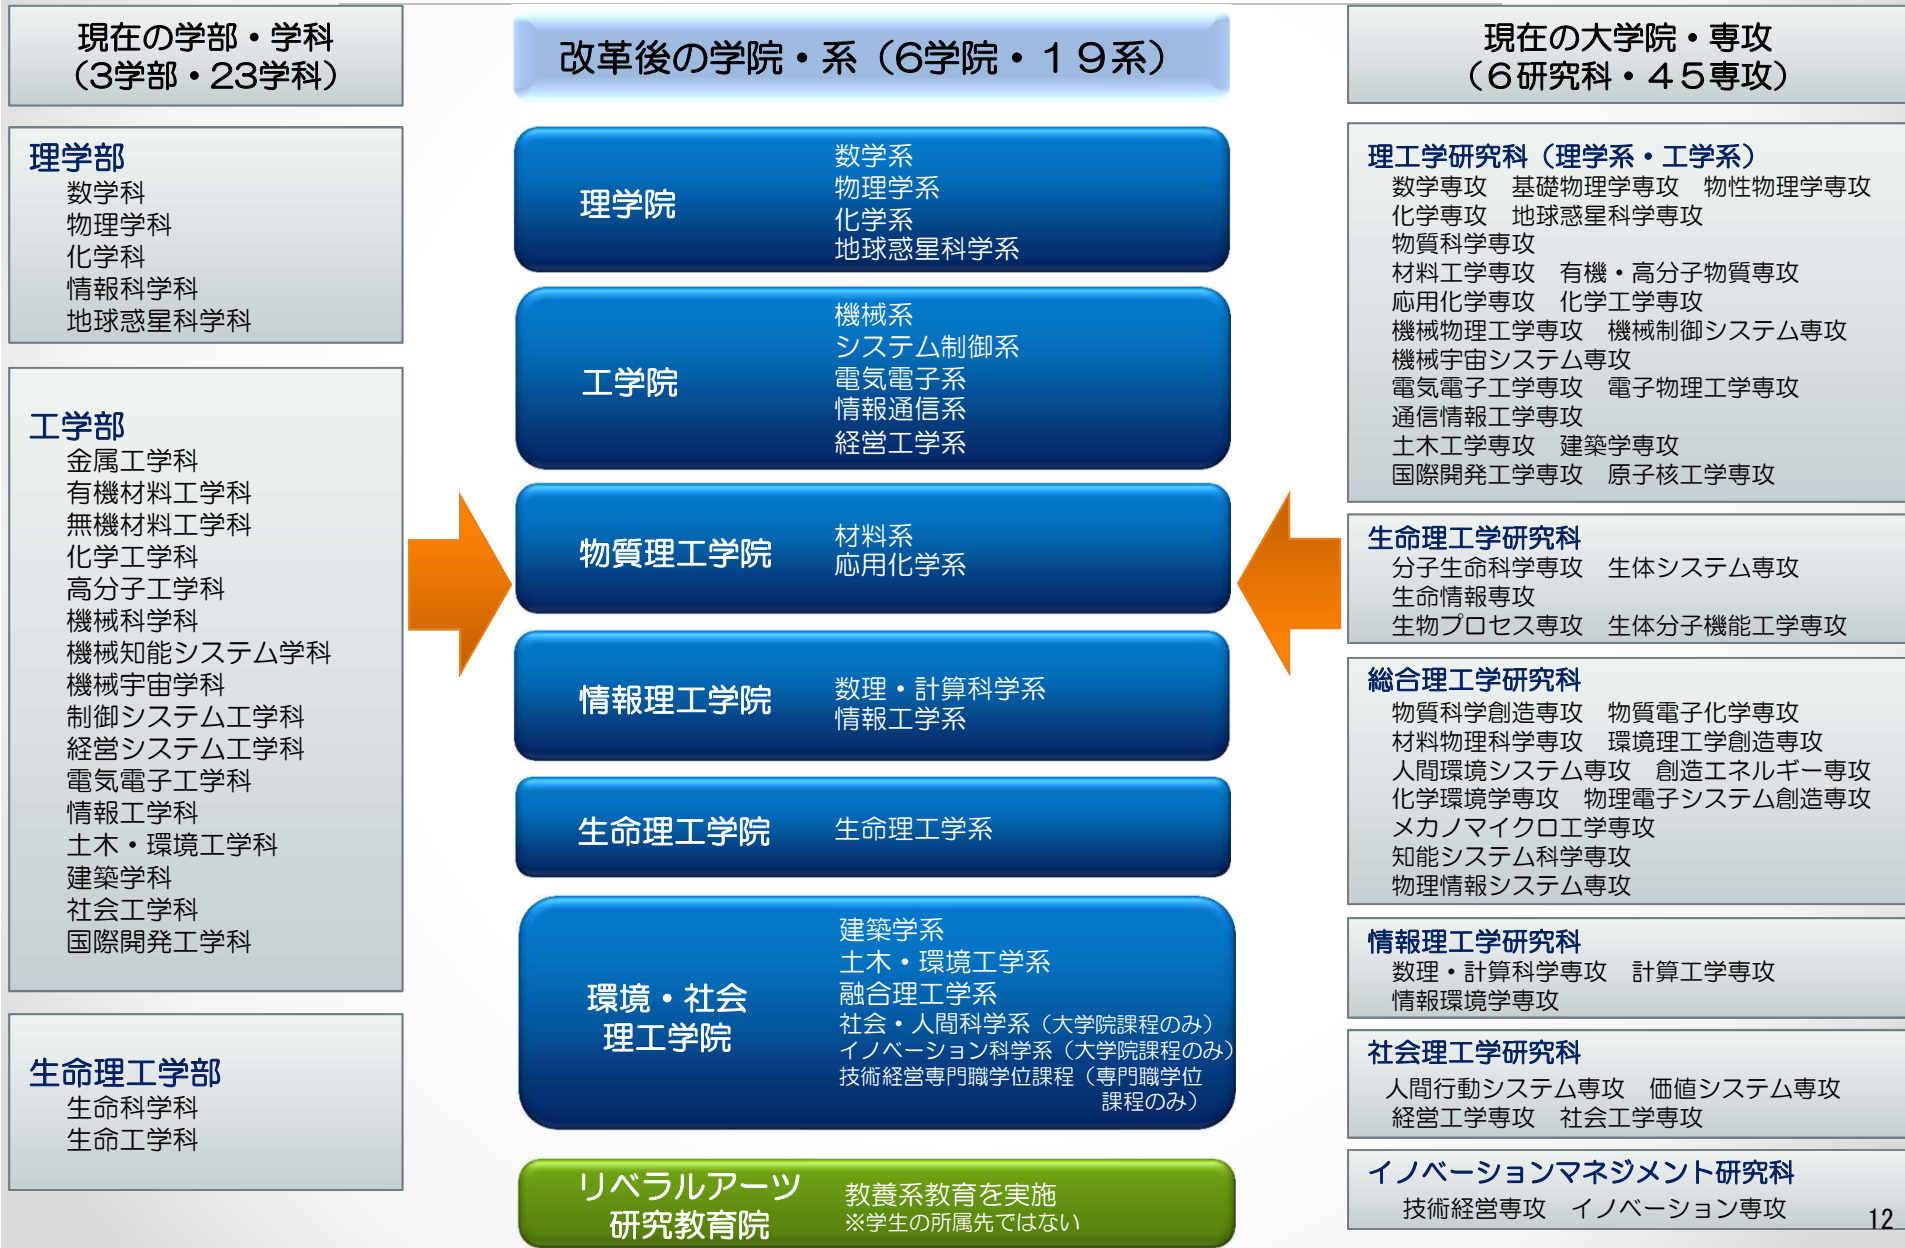 現在の学部・学科
（3学部・23学科）
理学部
数学科
物理学科
化学科
情報科学科
地球惑星科学科
工学部
金属工学科
有機材料工学科
無機材料工学科
化学工学科
高分子工学科
機械科学科
機械知能システム学科
機械宇宙学科
制御システム工学科
経営システム工学科
電気電子工学科
情報工学科
土木・環境工学科
建築学科
社会工学科
国際開発工学科
生命理工学部
生命科学科
生命工学科
改革後の学院・系（6学院・１９系）
理学院
数学系
物理学系
化学系
地球惑星科学系
工学院
機械系
システム制御系
電気電子系
情報通信系
経営工学系
物質理工学院
材料系
応用化学系
情報理工学院
数理・計算科学系
情報工学系
生命理工学院
生命理工学系
環境・社会
理工学院
建築学系
土木・環境工学系
融合理工学系
社会・人間科学系（大学院課程のみ）
イノベーション科学系（大学院課程のみ）
技術経営専門職学位課程（専門職学位
課程のみ）
リベラルアーツ
研究教育院
教養系教育を実施
※学生の所属先ではない
現在の大学院・専攻
（６研究科・４５専攻）
理工学研究科（理学系・工学系）
数学専攻　基礎物理学専攻　物性物理学専攻
化学専攻　地球惑星科学専攻
物質科学専攻
材料工学専攻　有機・高分子物質専攻
応用化学専攻　化学工学専攻
機械物理工学専攻　機械制御システム専攻
機械宇宙システム専攻
電気電子工学専攻　電子物理工学専攻
通信情報工学専攻
土木工学専攻　建築学専攻
国際開発工学専攻　原子核工学専攻
生命理工学研究科
分子生命科学専攻　生体システム専攻
生命情報専攻
生物プロセス専攻　生体分子機能工学専攻
総合理工学研究科
物質科学創造専攻　物質電子化学専攻
材料物理科学専攻　環境理工学創造専攻
人間環境システム専攻　創造エネルギー専攻
化学環境学専攻　物理電子システム創造専攻
メカノマイクロ工学専攻
知能システム科学専攻
物理情報システム専攻
情報理工学研究科
数理・計算科学専攻　計算工学専攻
情報環境学専攻
社会理工学研究科
人間行動システム専攻　価値システム専攻
経営工学専攻　社会工学専攻
イノベーションマネジメント研究科
技術経営専攻　イノベーション専攻
12